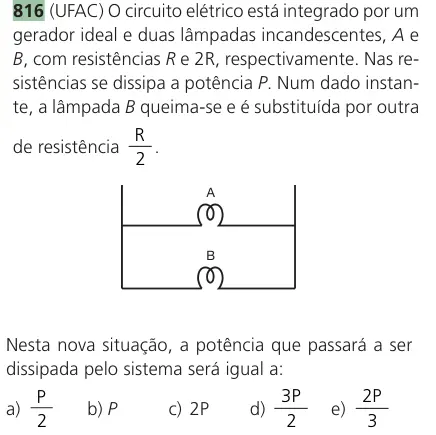 816 (UFAC) O circuito elétrico está integrado por um
gerador ideal e duas lâmpadas incandescentes, A e
B, com resistências R e 2R, respectivamente. Nas re-
sistências se dissipa a potência P. Num dado instan-
te, a lâmpada B queima-se e é substituída por outra
de resistência R/2.
A
B
Nesta nova situação, a potência que passará a ser
dissipada pelo sistema será igual a:
a) P/2 b) P c) 2P d) 3P/2 e) 2P/3